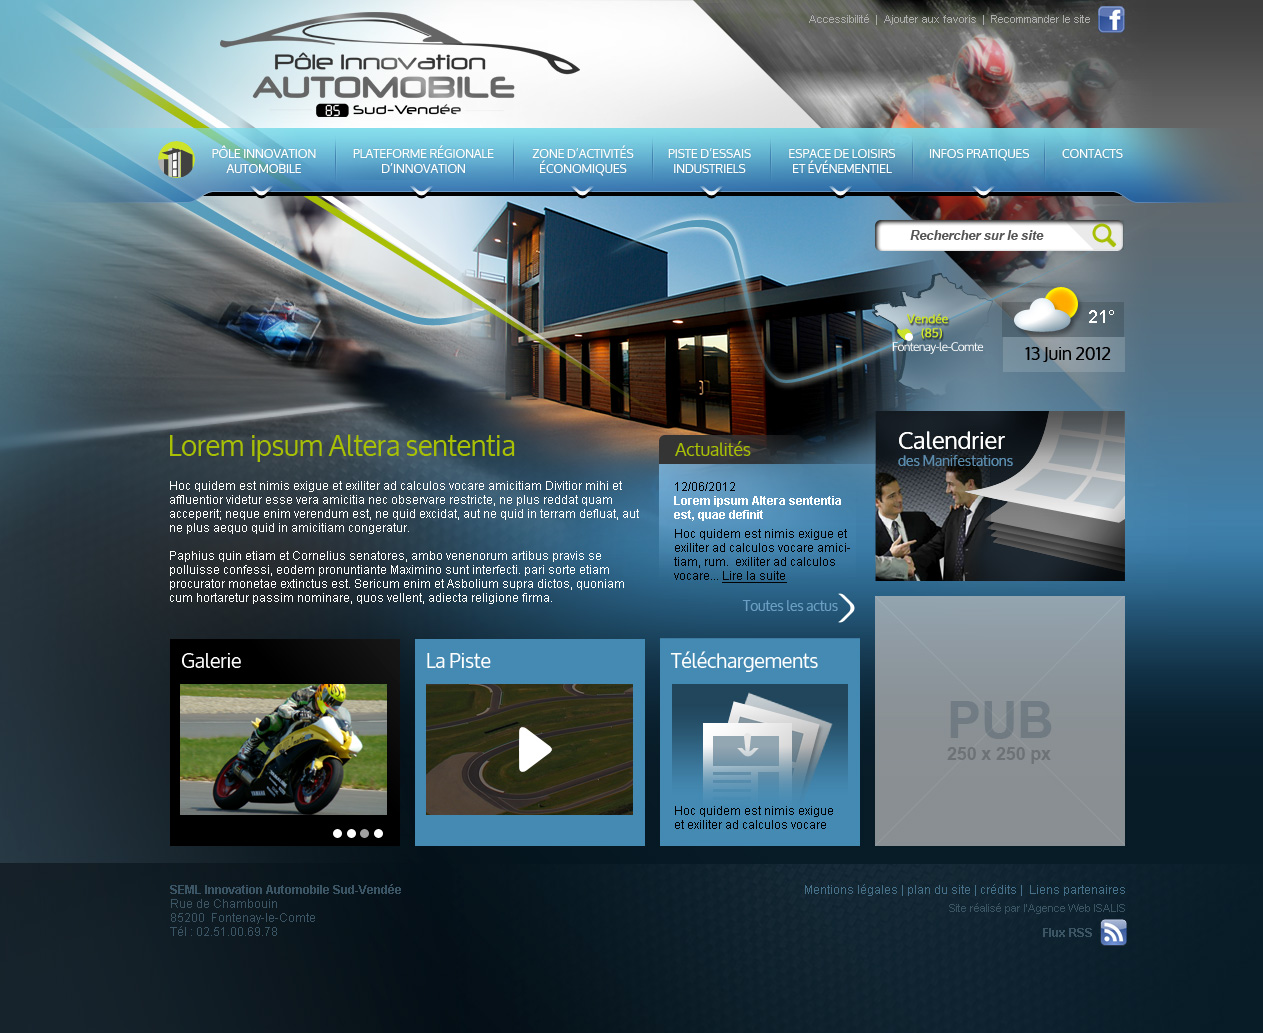 Accessibilité | Ajouter aux favoris | Recommander le site
Pôle Innovation
AUTOMOBILE
85 Sud-Vendée
PÔLE INNOVATION
AUTOMOBILE
PLATEFORME RÉGIONALE
D'INNOVATION
ZONE D'ACTIVITÉS
ÉCONOMIQUES
PISTE D'ESSAIS
INDUSTRIELS
ESPACE DE LOISIRS
ET ÉVÉNEMENTIEL
INFOS PRATIQUES
CONTACTS
Rechercher sur le site
Vendée
(85)
Fontenay-le-Comte
21°
13 Juin 2012
Calendrier
des Manifestations
Lorem ipsum Altera sententia
Hoc quidem est nimis exigue et exiliter ad calculos vocare amicitiam Divitior mihi et
affluentior videtur esse vera amicitia nec observare restricte, ne plus reddat quam
acceperit; neque enim verendum est, ne quid excidat, aut ne quid in terram defluat, aut
ne plus aequo quid in amicitiam congeratur.
Paphius quin etiam et Cornelius senatores, ambo venenorum artibus pravis se
polluisse confessi, eodem pronuntiante Maximino sunt interfecti. pari sorte etiam
procurator monetae extinctus est. Sericum enim et Asbolium supra dictos, quoniam
cum hortaretur passim nominare, quos vellent, adiecta religione firma.
Actualités
12/06/2012
Lorem ipsum Altera sententia
est, quae definit
Hoc quidem est nimis exigue et
exiliter ad calculos vocare amici-
tiam, rum.  exiliter ad calculos
vocare... Lire la suite
Toutes les actus
Galerie
La Piste
Téléchargements
Hoc quidem est nimis exigue
et exiliter ad calculos vocare
PUB
250 x 250 px
SEML Innovation Automobile Sud-Vendée
Rue de Chambouin
85200  Fontenay-le-Comte
Tél : 02.51.00.69.78
Mentions légales | plan du site | crédits |  Liens partenaires
Site réalisé par l'Agence Web ISALIS
Flux RSS